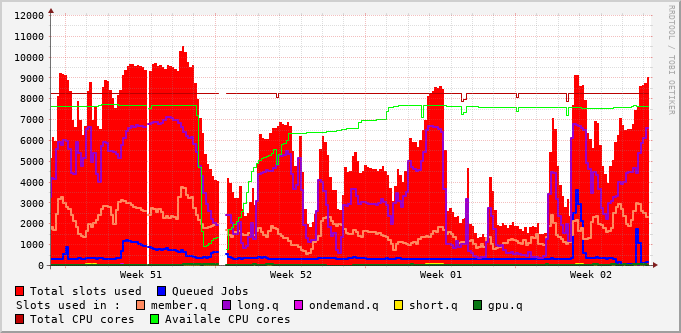 12000
11000
10000
9000
8000
7000
6000
5000
4000
3000
2000
1000
0
Week 51 Week 52 Week 01 Week 02
Total slots used Queued Jobs
Slots used in : member.q long.q ondemand.q short.q gpu.q
Total CPU cores Availale CPU cores
RRDTOOL / TOBI OETIKER